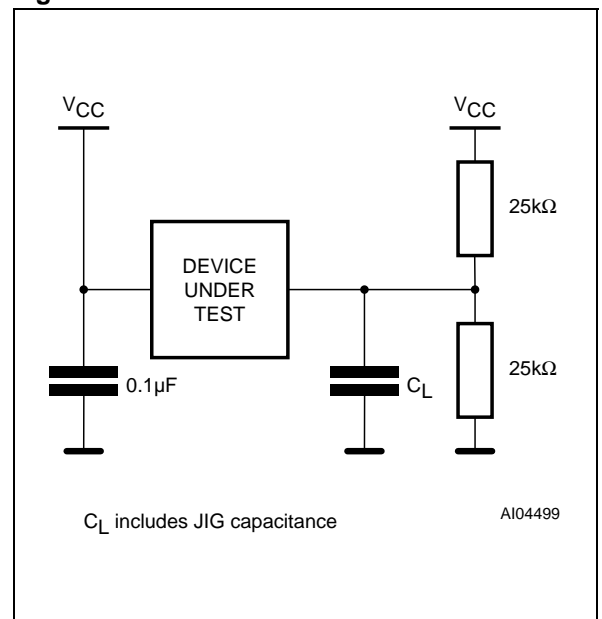 V_CC
V_CC
25kΩ
DEVICE
UNDER
TEST
0.1µF
C_L
25kΩ
C_L includes JIG capacitance
AI04499